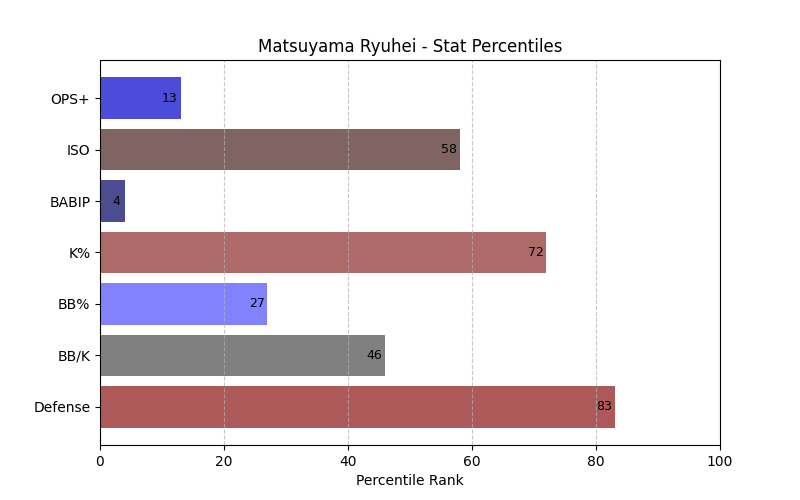 Matsuyama Ryuhei - Stat Percentiles
OPS+ 13
ISO 58
BABIP 4
K% 72
BB% 27
BB/K 46
Defense 83
0 20 40 60 80 100
Percentile Rank